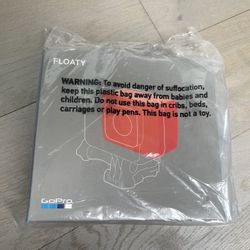 FLOATY
WARNING: To avoid danger of suffocation,
keep this plastic bag away from babies and
children. Do not use this bag in cribs, beds,
carriages or play pens. This bag is not a toy.
GoPro